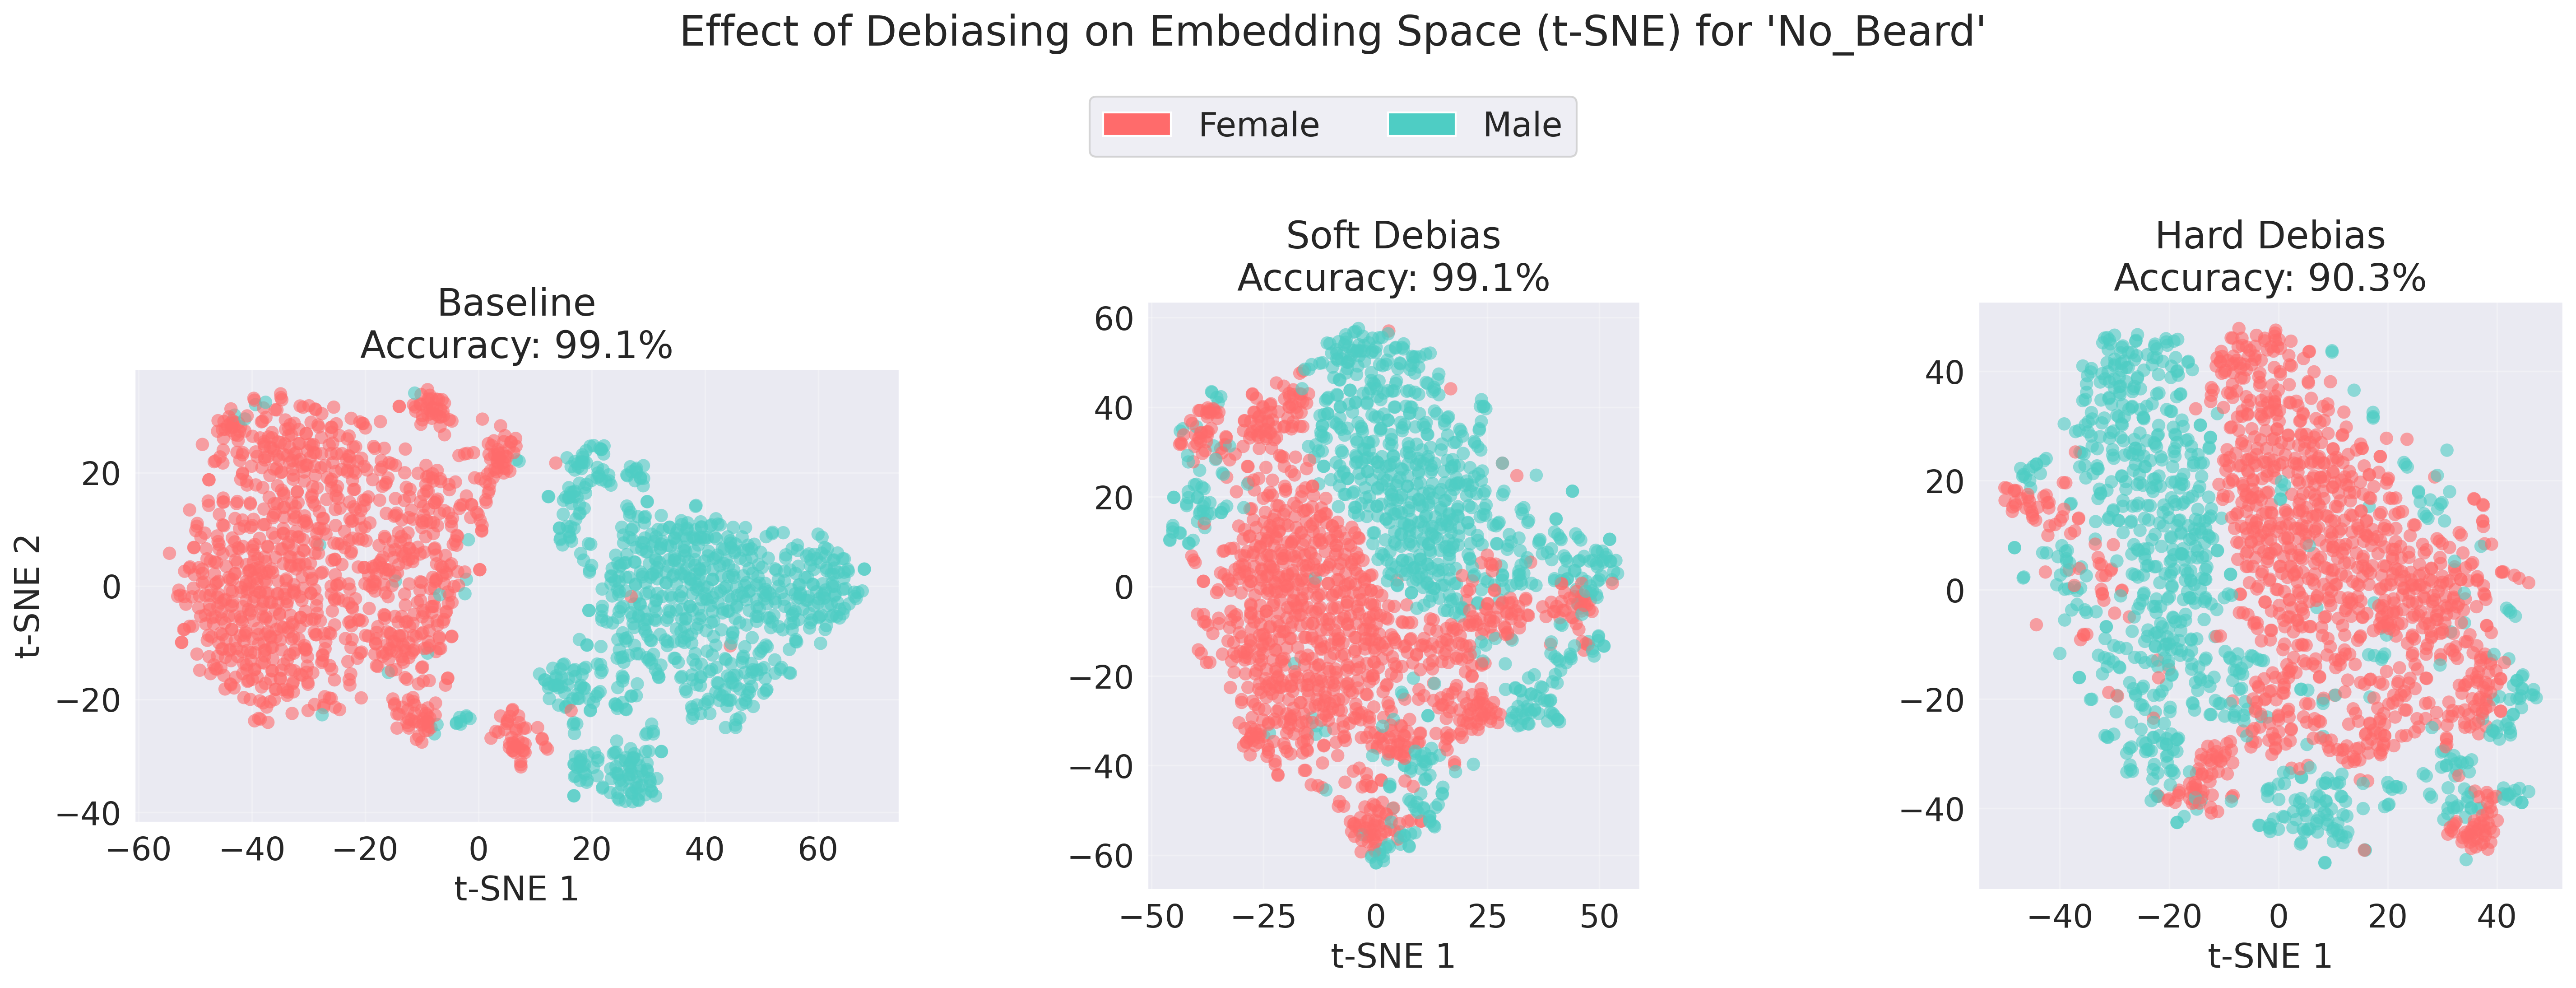 Effect of Debiasing on Embedding Space (t-SNE) for 'No_Beard'
Female
Male
Baseline
Accuracy: 99.1%
t-SNE 2
20
0
−20
−40
−60
−40
−20
0
20
40
60
t-SNE 1
Soft Debias
Accuracy: 99.1%
60
40
20
0
−20
−40
−60
−50
−25
0
25
50
t-SNE 1
Hard Debias
Accuracy: 90.3%
40
20
0
−20
−40
−40
−20
0
20
40
t-SNE 1